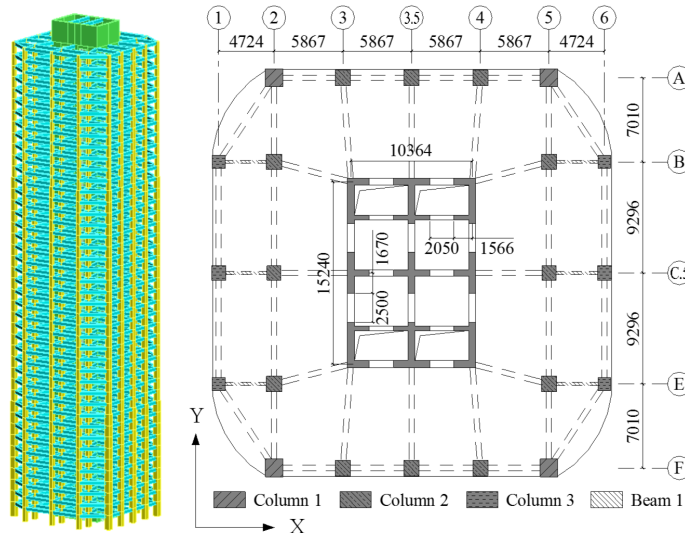 1 2 3 3.5 4 5 6
4724 5867 5867 5867 5867 4724
A
7010
B
10364
9296
15240
1670
2050 1566
C.5
2500
9296
E
7010
Y
F
X
Column 1 Column 2 Column 3 Beam 1